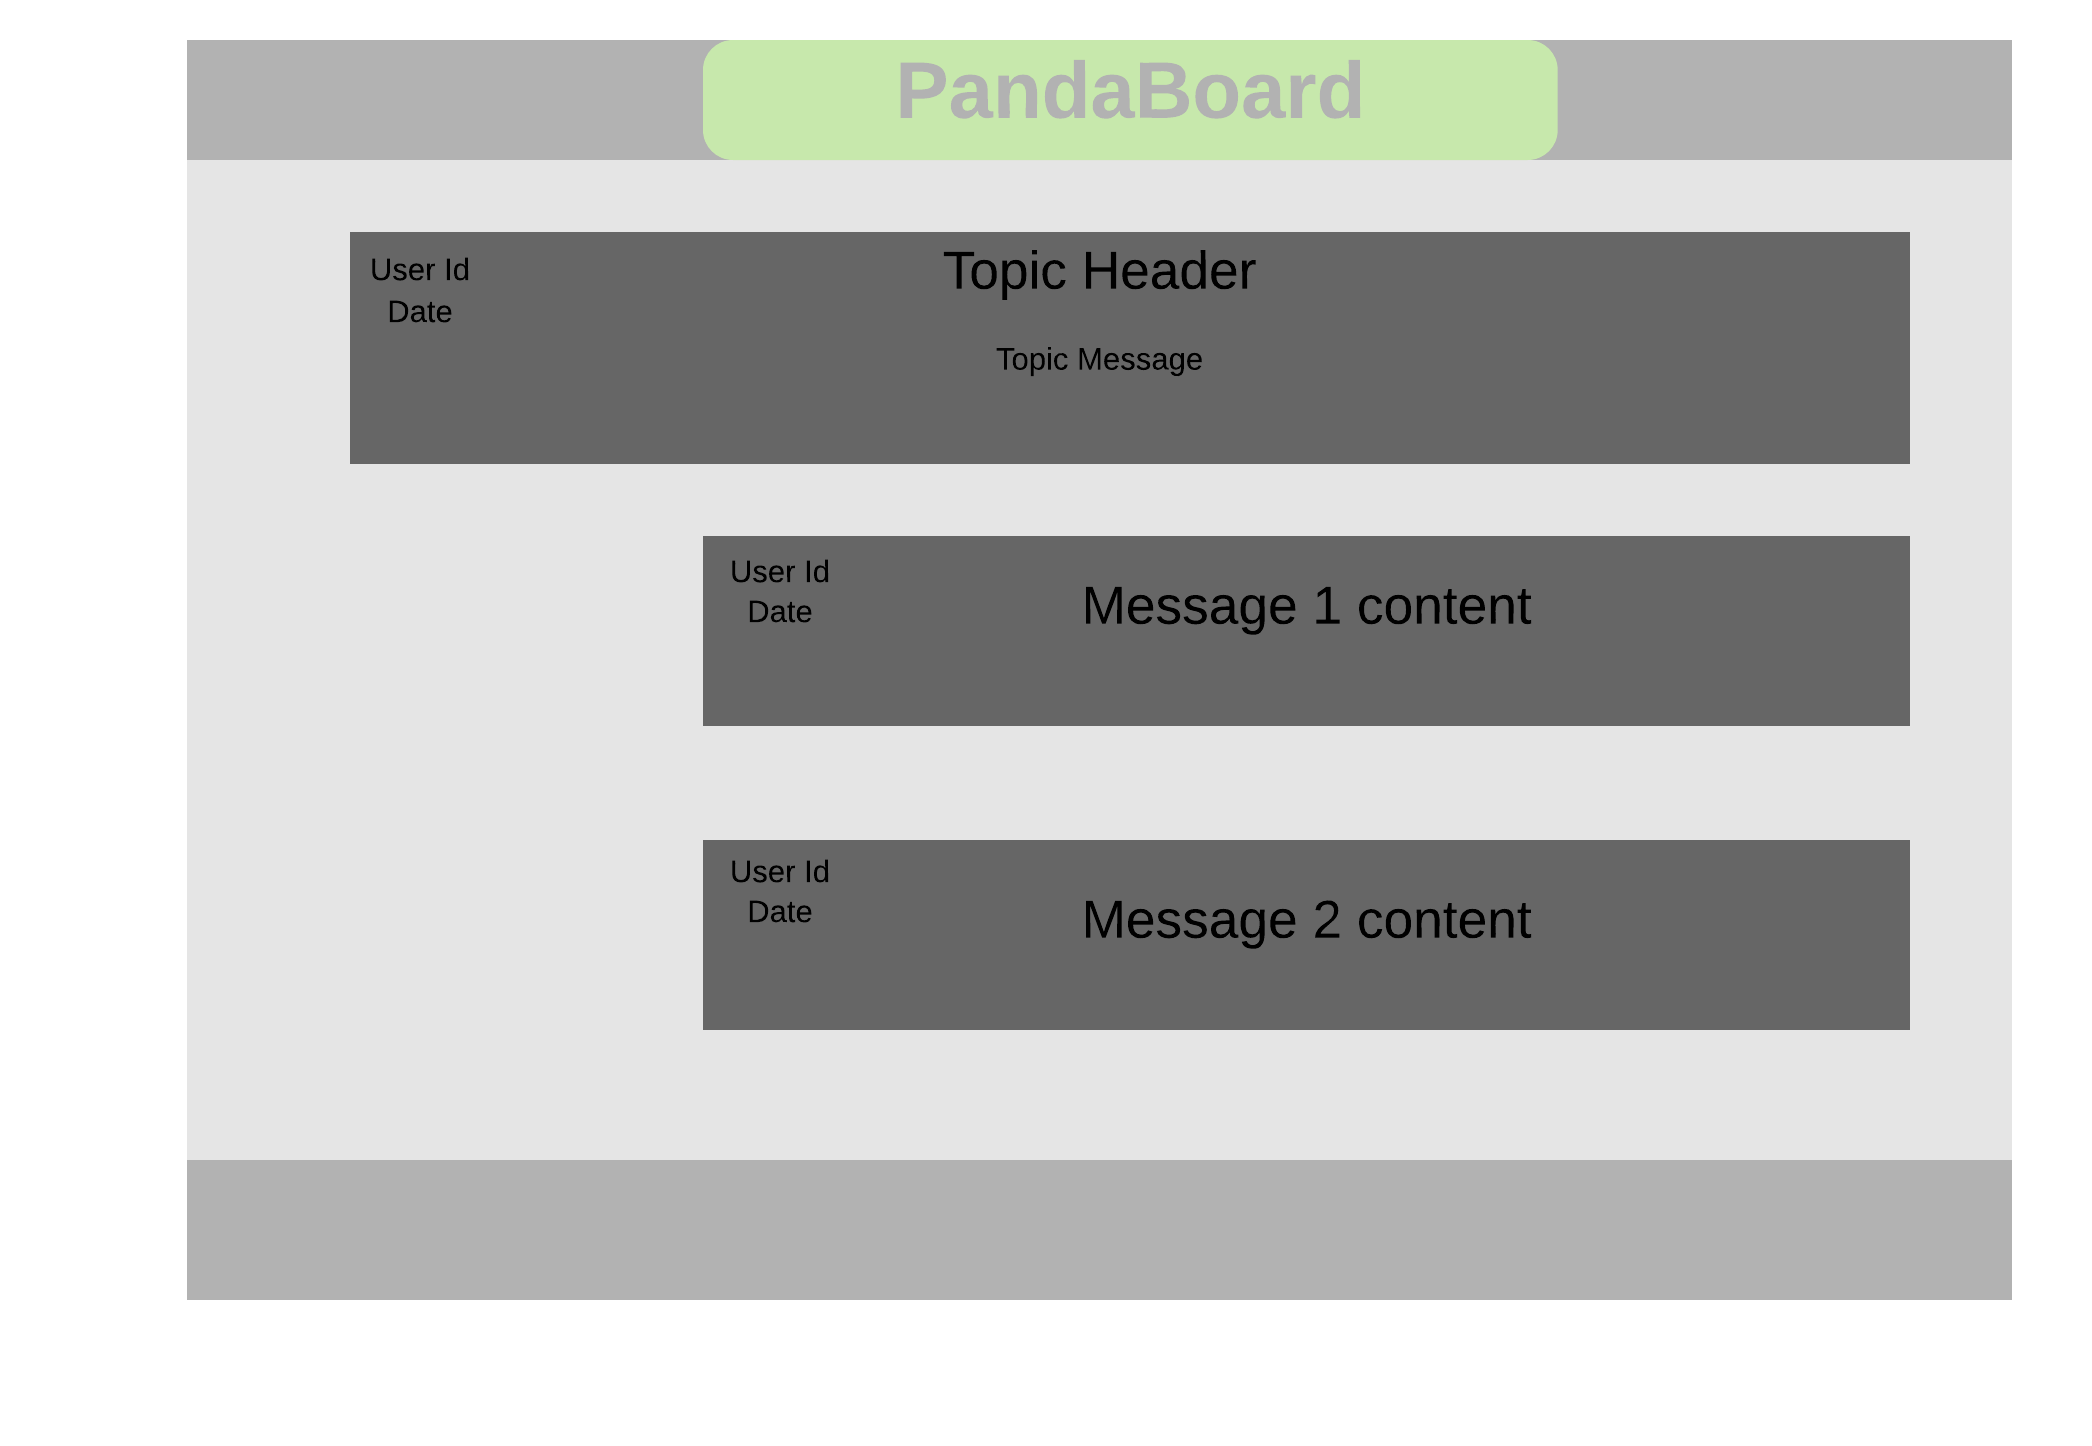 PandaBoard
User Id
Date
Topic Header
Topic Message
User Id
Date
Message 1 content
User Id
Date
Message 2 content